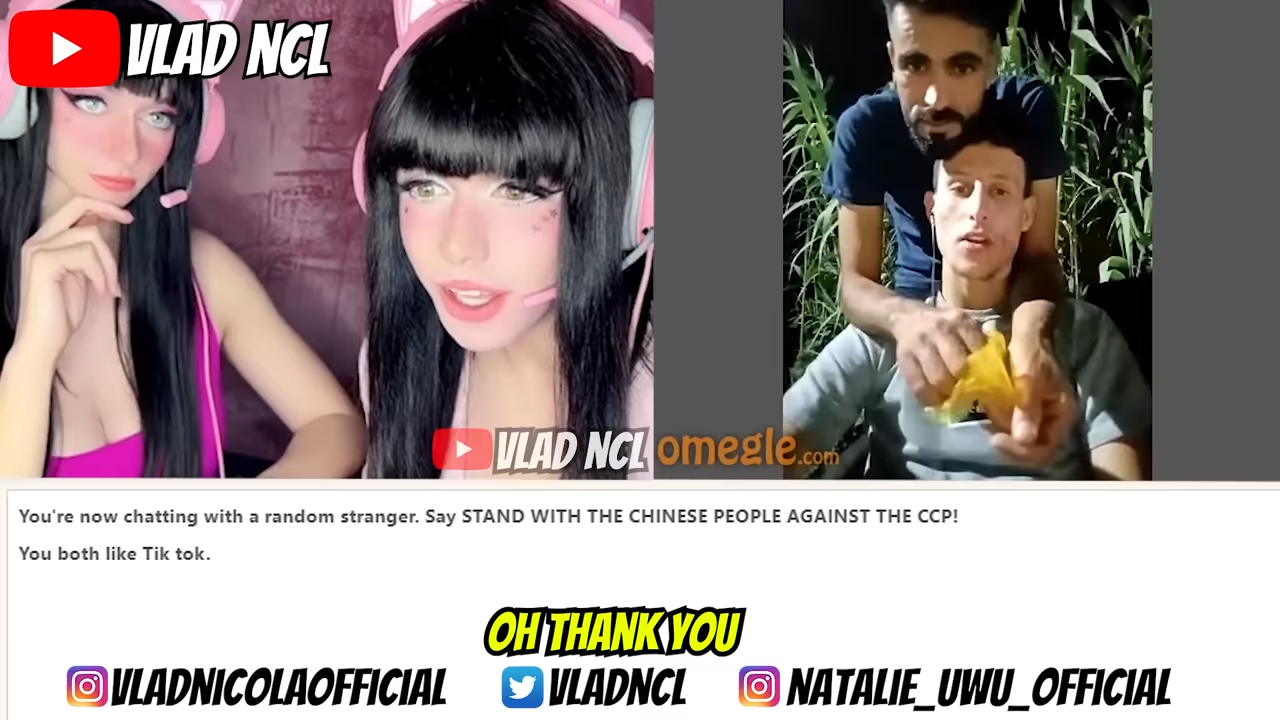 VLAD NCL
VLAD NCL omegle.com
You're now chatting with a random stranger. Say STAND WITH THE CHINESE PEOPLE AGAINST THE CCP!
You both like Tik tok.
OH THANK YOU
VLADNICOLAOFFICIAL VLADNCL NATALIE_UWU_OFFICIAL